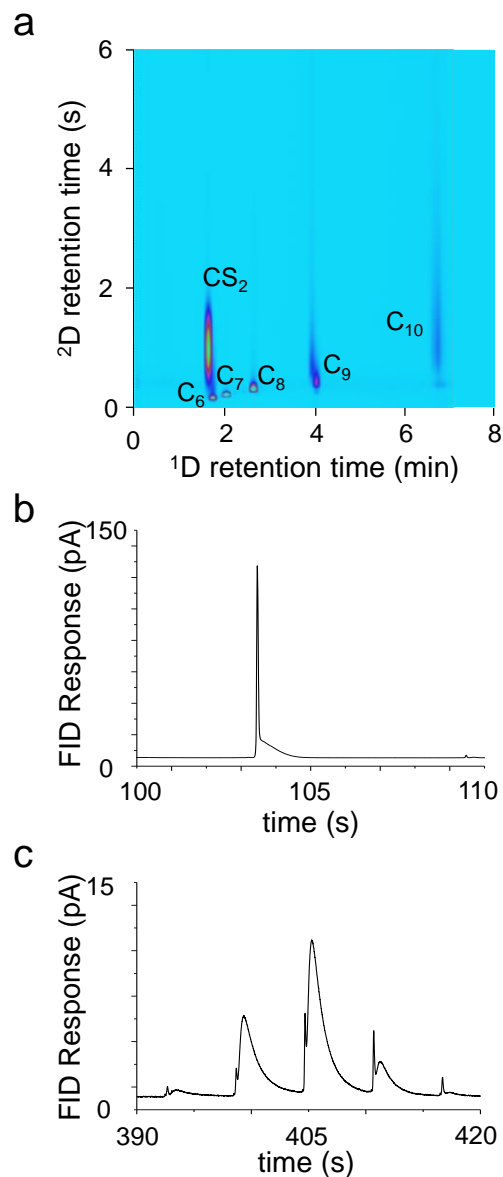 a
6
4
2
0
²D retention time (s)
CS₂
C₆
C₇
C₈
C₉
C₁₀
0
2
4
6
8
¹D retention time (min)
b
150
0
FID Response (pA)
100
105
110
time (s)
c
15
0
FID Response (pA)
390
405
420
time (s)